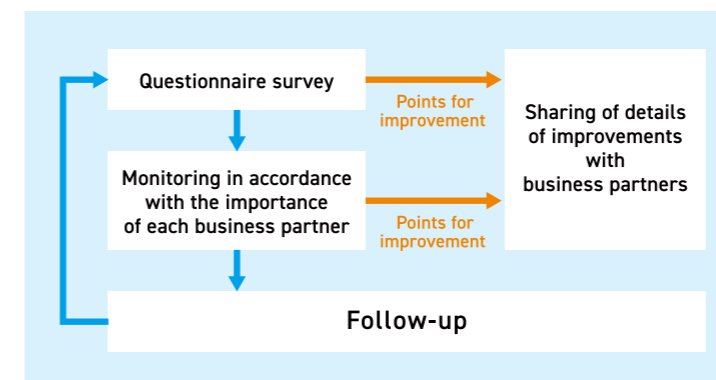 Questionnaire survey
Points for
improvement
Sharing of details
of improvements
with
business partners
Monitoring in accordance
with the importance
of each business partner
Points for
improvement
Follow-up